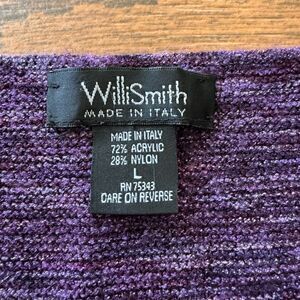 WilliSmith
MADE IN ITALY
MADE IN ITALY
72% ACRYLIC
28% NYLON
L
RN 75343
CARE ON REVERSE